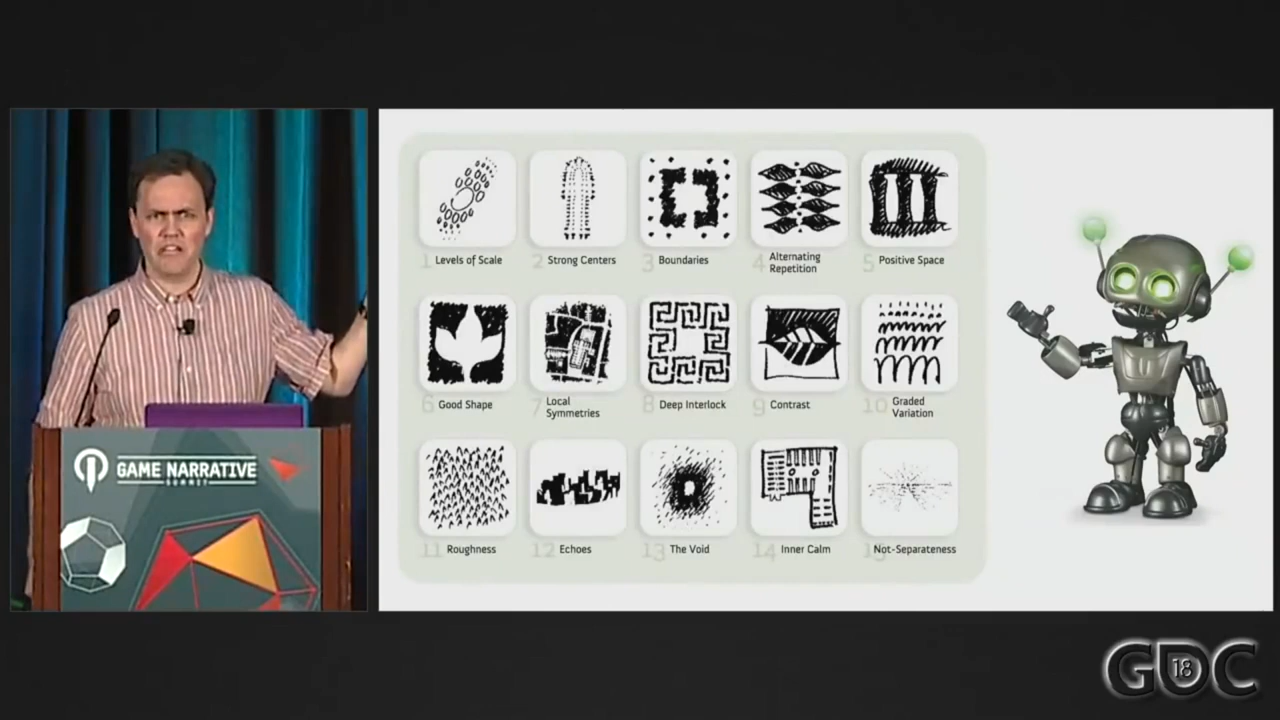 1 Levels of Scale
2 Strong Centers
3 Boundaries
4 Alternating
Repetition
5 Positive Space
6 Good Shape
7 Local
Symmetries
8 Deep Interlock
9 Contrast
10 Graded
Variation
11 Roughness
12 Echoes
13 The Void
14 Inner Calm
15 Not-Separateness
GAME NARRATIVE
SUMMIT
GDC
18